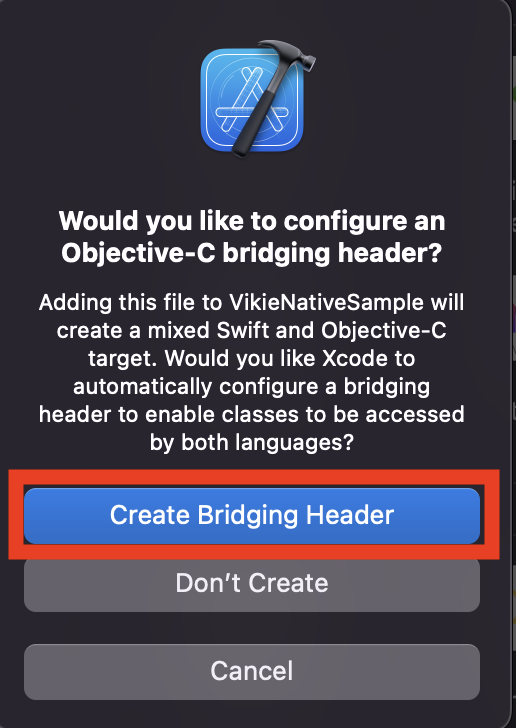 Would you like to configure an
Objective-C bridging header?
Adding this file to VikieNativeSample will
create a mixed Swift and Objective-C
target. Would you like Xcode to
automatically configure a bridging
header to enable classes to be accessed
by both languages?
Create Bridging Header
Don’t Create
Cancel